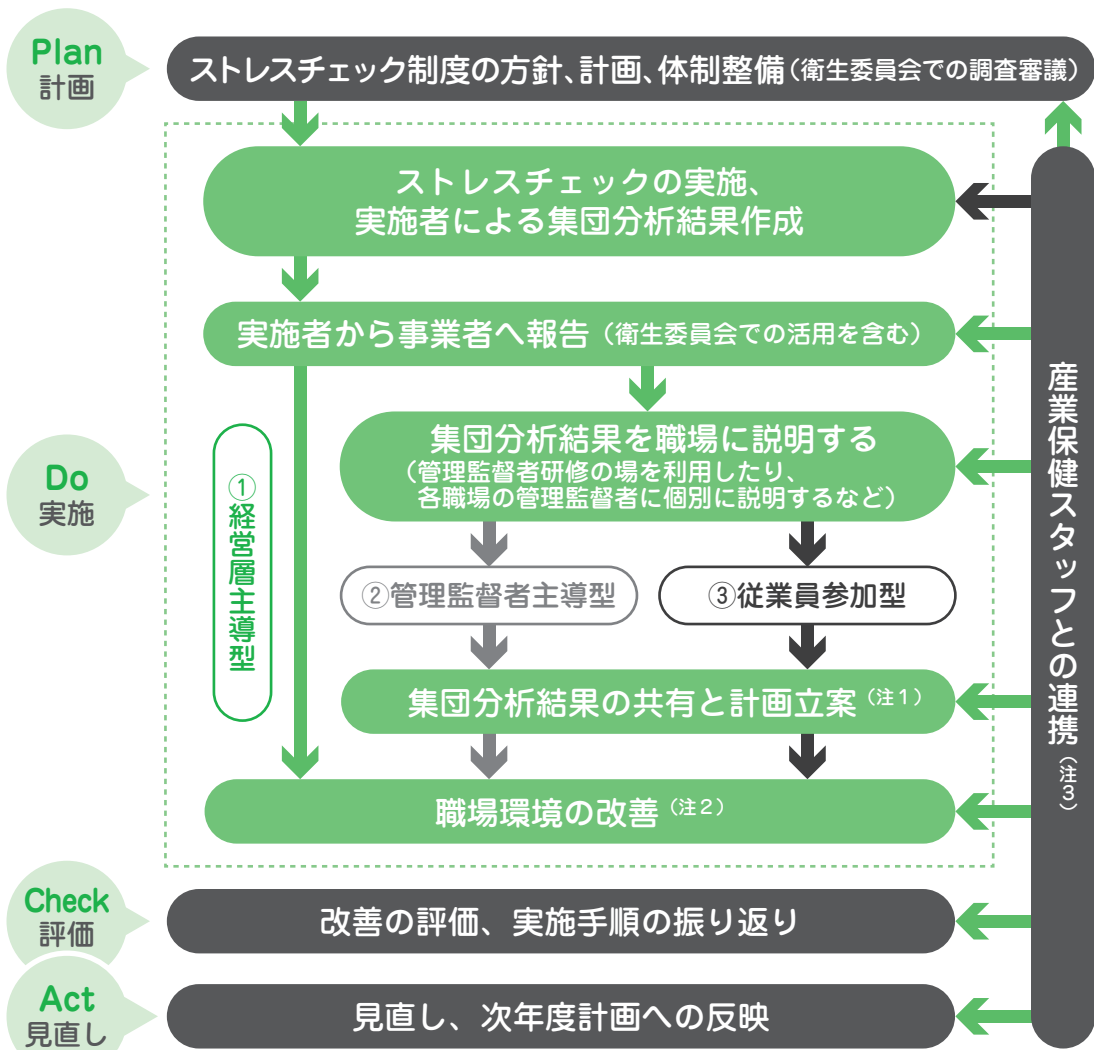 Plan
計画
ストレスチェック制度の方針、計画、体制整備（衛生委員会での調査審議）
ストレスチェックの実施、
実施者による集団分析結果作成
実施者から事業者へ報告（衛生委員会での活用を含む）
Do
実施
①経営層主導型
集団分析結果を職場に説明する
（管理監督者研修の場を利用したり、
各職場の管理監督者に個別に説明するなど）
②管理監督者主導型
③従業員参加型
集団分析結果の共有と計画立案（注１）
職場環境の改善（注２）
産業保健スタッフとの連携（注３）
Check
評価
改善の評価、実施手順の振り返り
Act
見直し
見直し、次年度計画への反映